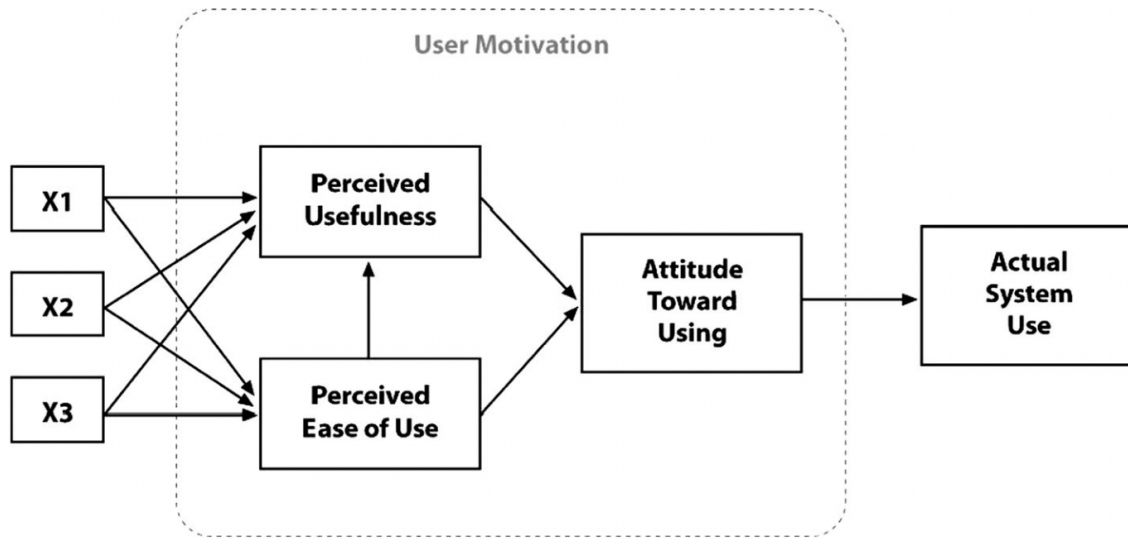 User Motivation
X1
X2
X3
Perceived
Usefulness
Perceived
Ease of Use
Attitude
Toward
Using
Actual
System
Use